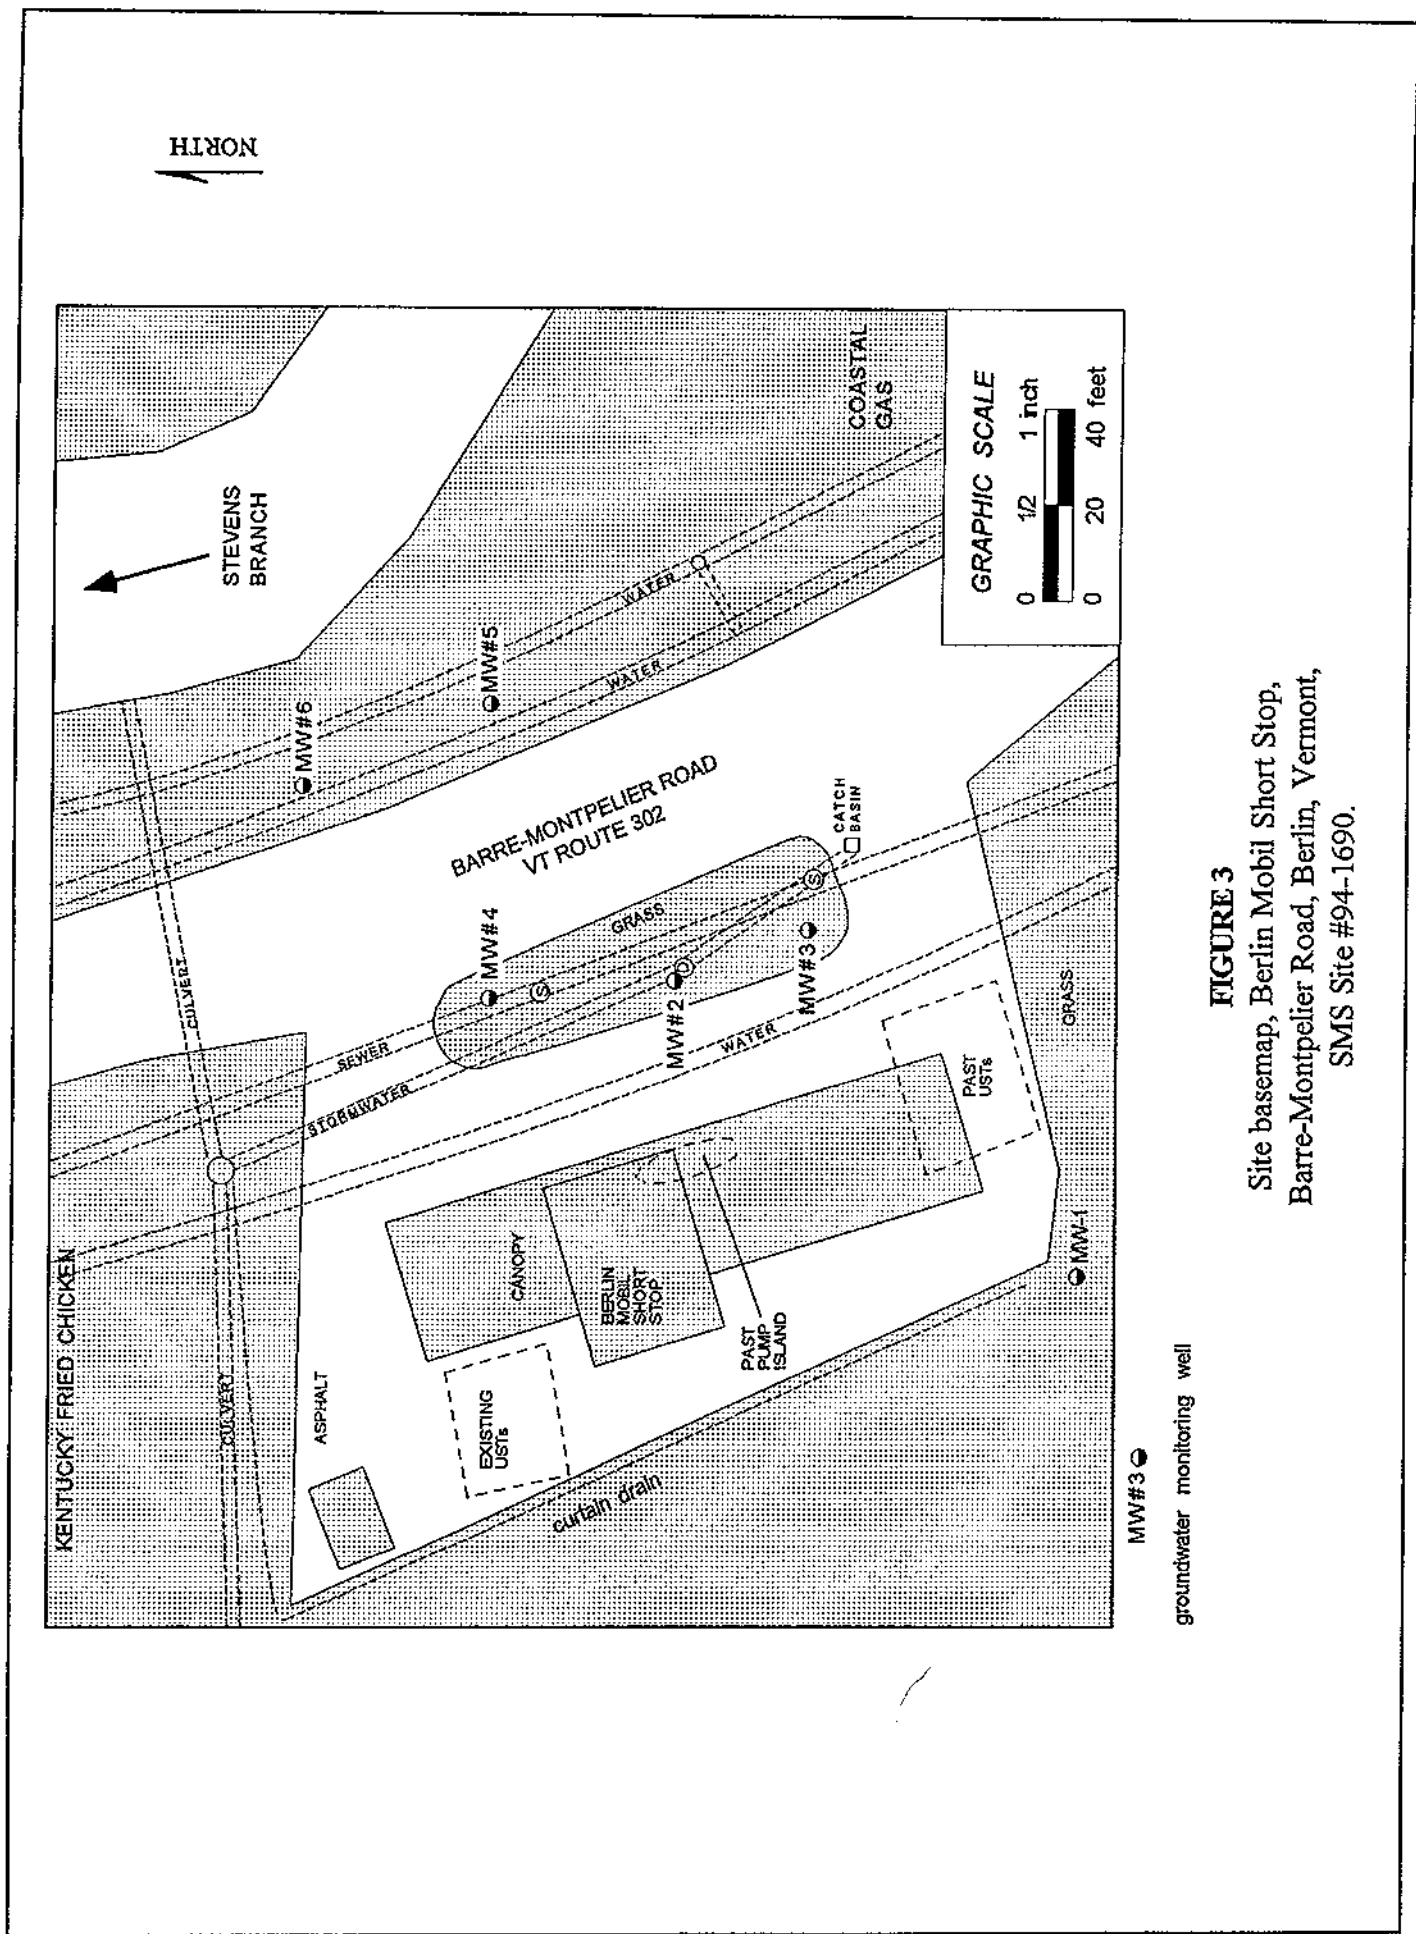 NORTH
KENTUCKY FRIED CHICKEN
CULVERT
CULVERT
STEVENS
BRANCH
MW#6
MW#5
WATER
WATER
COASTAL
GAS
BARRE-MONTPELIER ROAD
VT ROUTE 302
SEWER
STORMWATER
MW#4
S
GRASS
D
MW#2
WATER
MW#3
S
CATCH
BASIN
ASPHALT
CANOPY
EXISTING
USTs
BERLIN
MOBIL
SHORT
STOP
PAST
PUMP
ISLAND
PAST
USTs
GRASS
curtain drain
MW-1
GRAPHIC SCALE
0 1/2 1 inch
0 20 40 feet
MW#3
groundwater monitoring well
FIGURE 3
Site basemap, Berlin Mobil Short Stop,
Barre-Montpelier Road, Berlin, Vermont,
SMS Site #94-1690.